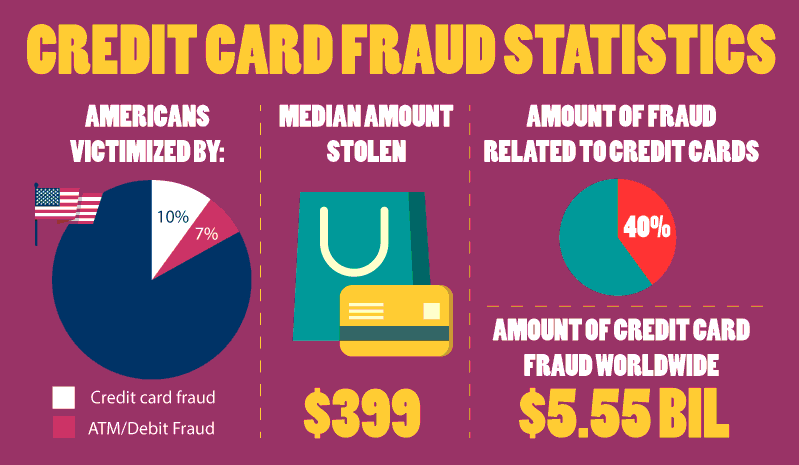 CREDIT CARD FRAUD STATISTICS
AMERICANS
VICTIMIZED BY:
10%
7%
Credit card fraud
ATM/Debit Fraud
MEDIAN AMOUNT
STOLEN
$399
AMOUNT OF FRAUD
RELATED TO CREDIT CARDS
40%
AMOUNT OF CREDIT CARD
FRAUD WORLDWIDE
$5.55 BIL